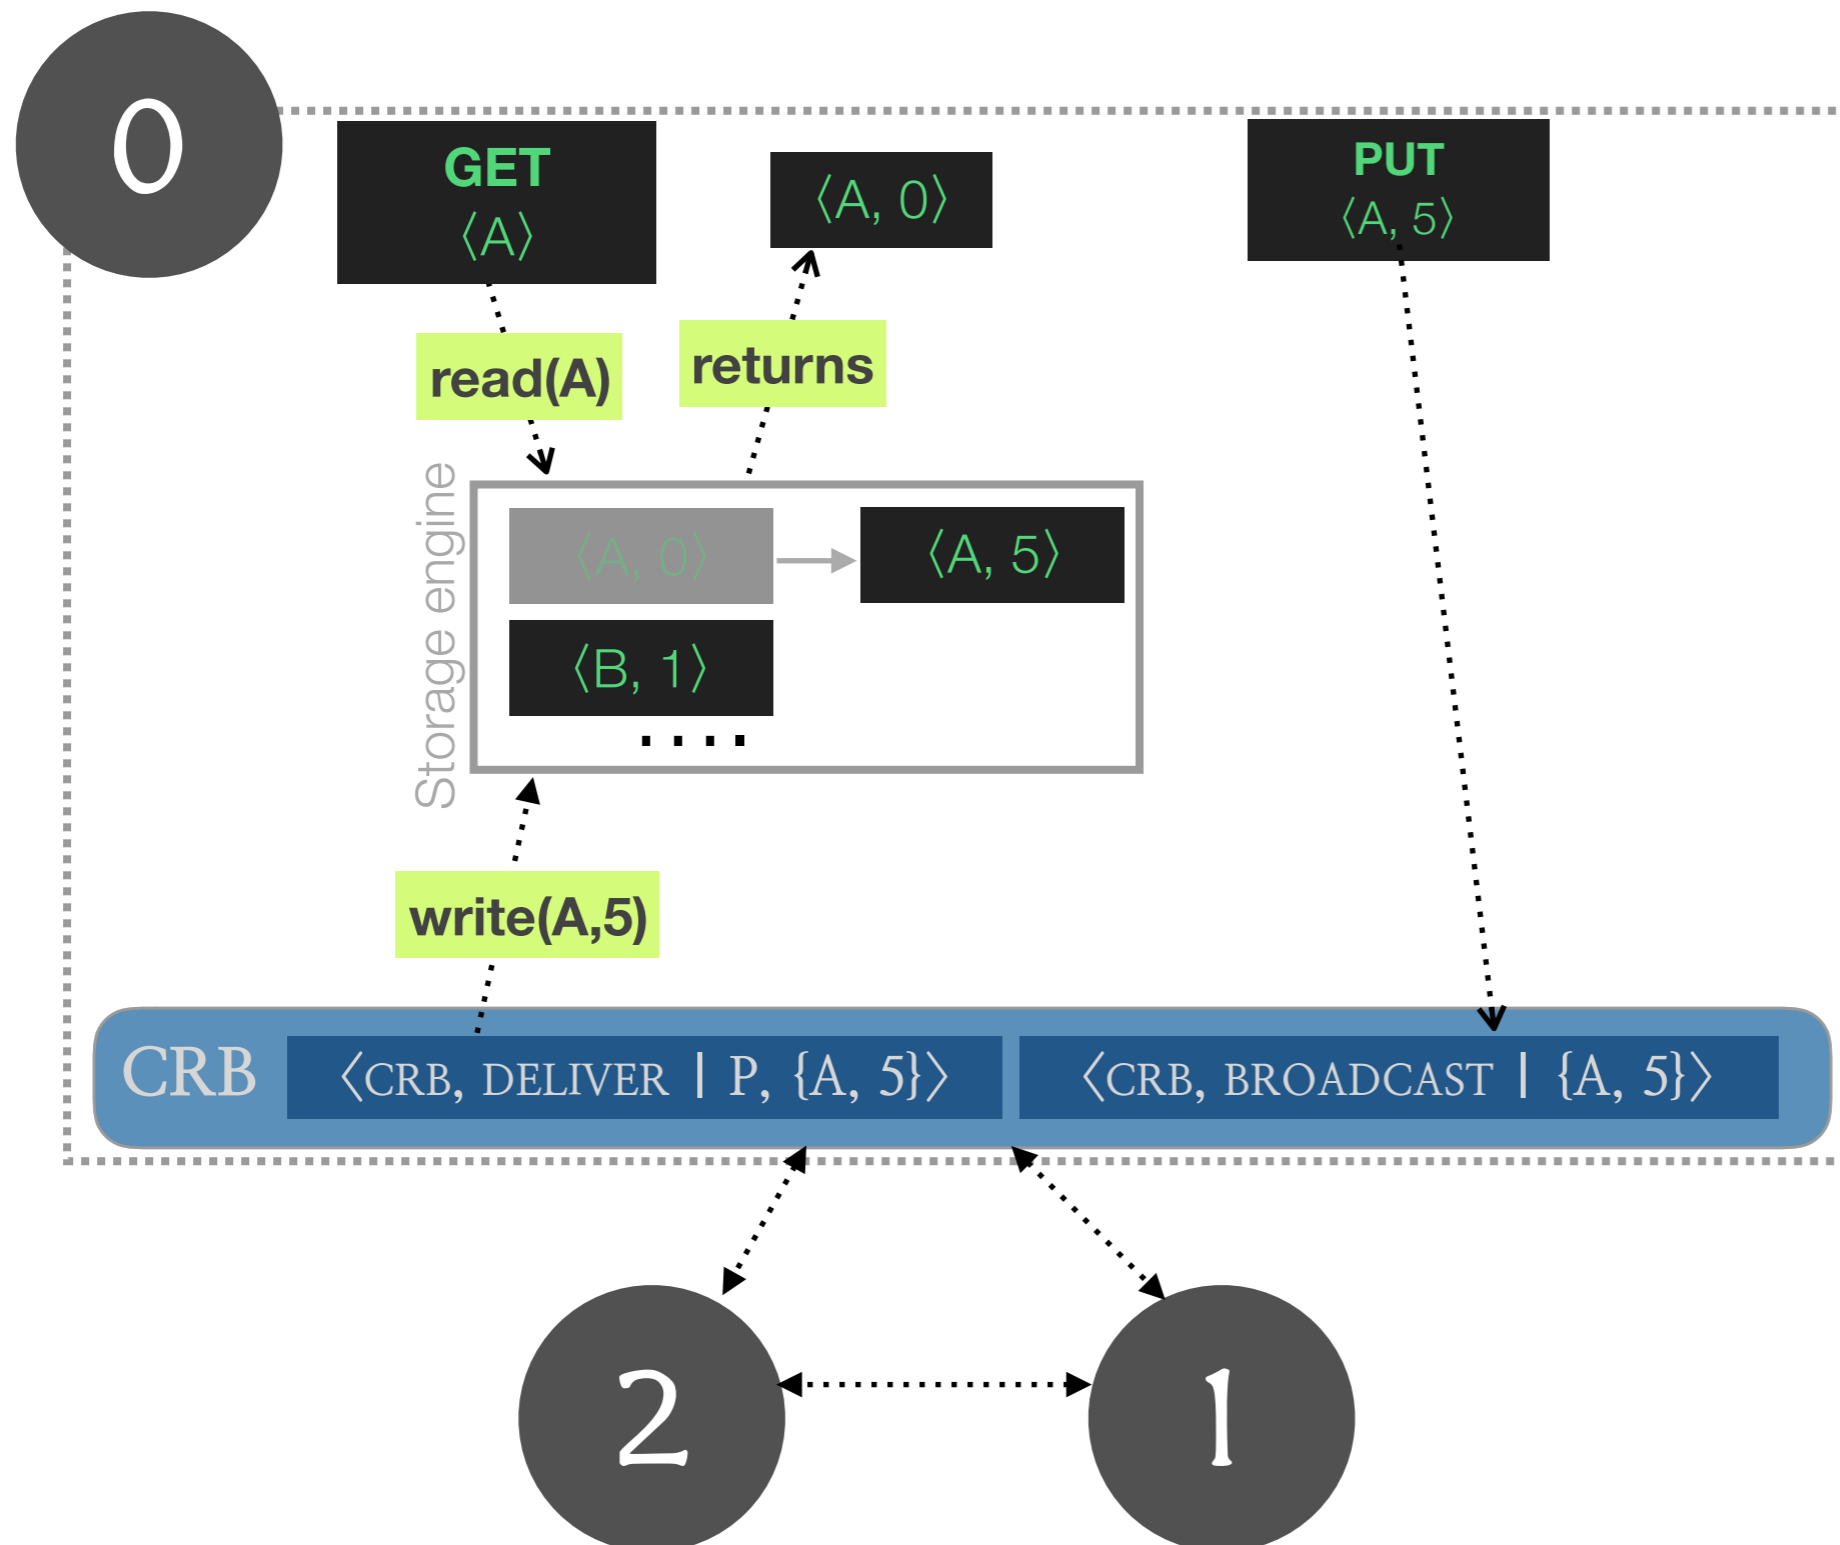 0
GET
⟨A⟩
⟨A, 0⟩
PUT
⟨A, 5⟩
read(A)
returns
Storage engine
⟨A, 0⟩
⟨A, 5⟩
⟨B, 1⟩
....
write(A,5)
CRB
⟨CRB, DELIVER | P, {A, 5}⟩
⟨CRB, BROADCAST | {A, 5}⟩
2
1